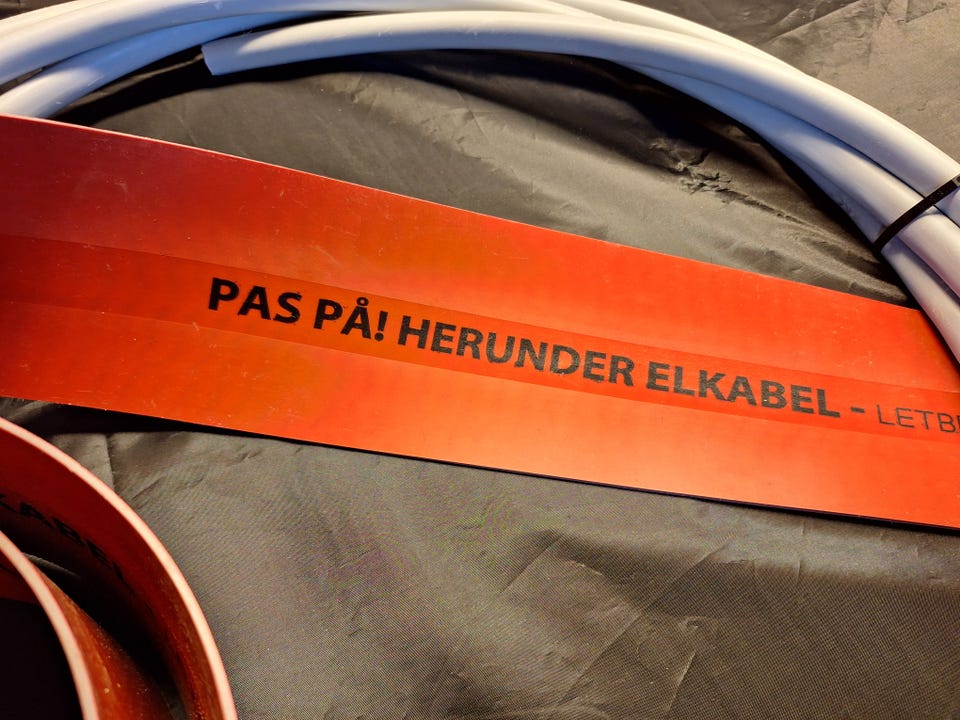 PAS PÅ! HERUNDER ELKABEL -